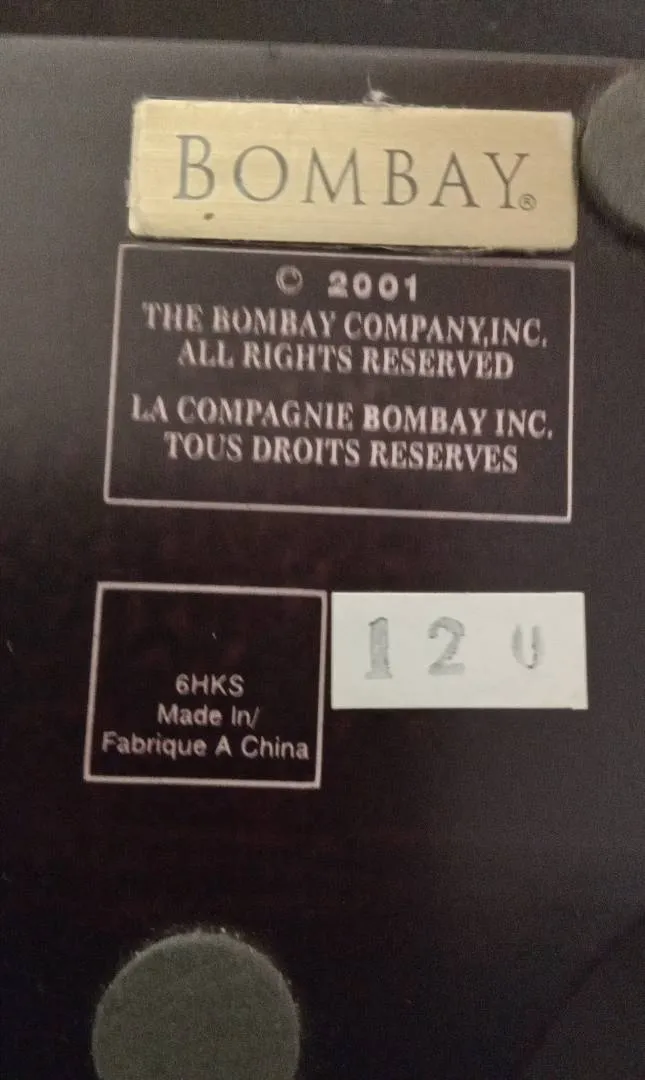 BOMBAY®
© 2001
THE BOMBAY COMPANY,INC.
ALL RIGHTS RESERVED
LA COMPAGNIE BOMBAY INC.
TOUS DROITS RESERVES
6HKS
Made In/
Fabrique A China
12 U